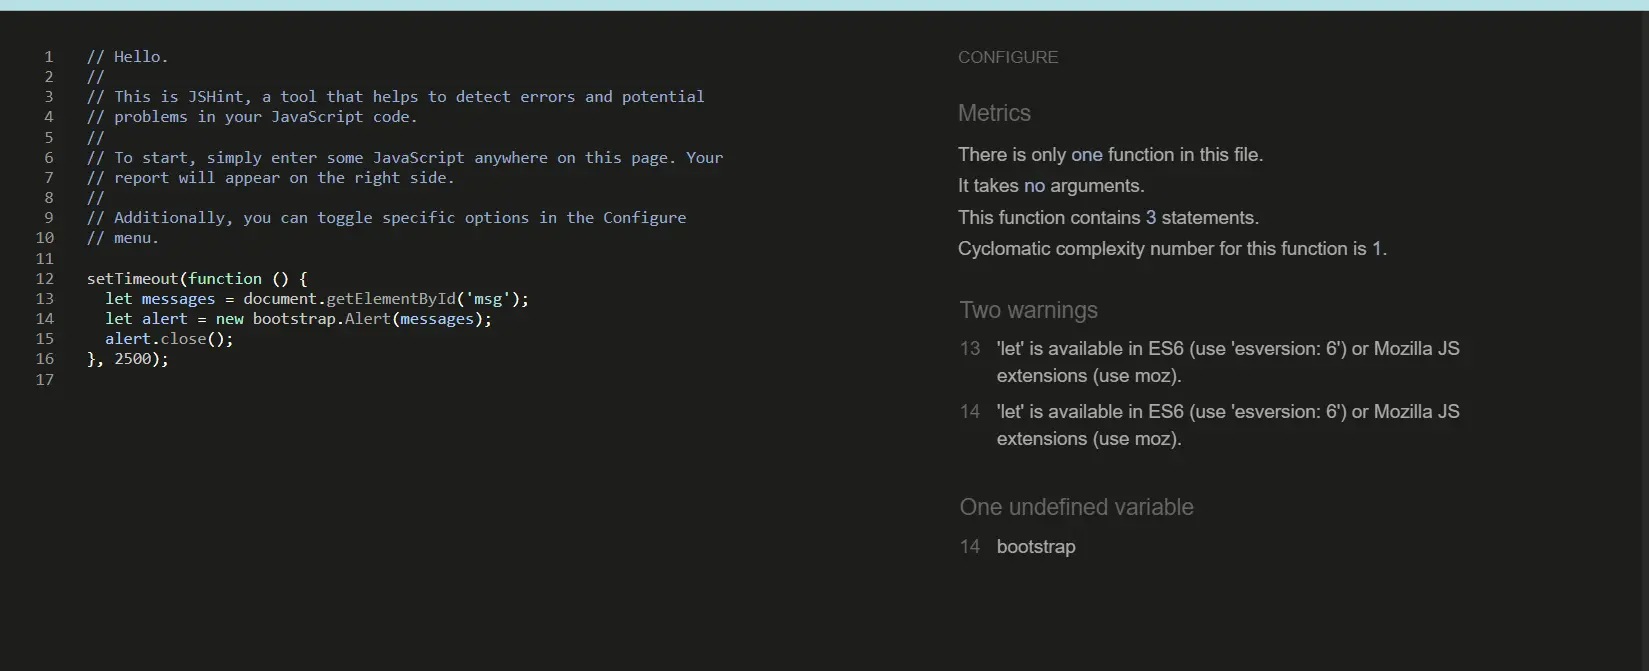 1 // Hello.
2 //
3 // This is JSHint, a tool that helps to detect errors and potential
4 // problems in your JavaScript code.
5 //
6 // To start, simply enter some JavaScript anywhere on this page. Your
7 // report will appear on the right side.
8 //
9 // Additionally, you can toggle specific options in the Configure
10 // menu.
11
12 setTimeout(function () {
13   let messages = document.getElementById('msg');
14   let alert = new bootstrap.Alert(messages);
15   alert.close();
16 }, 2500);
17
CONFIGURE
Metrics
There is only one function in this file.
It takes no arguments.
This function contains 3 statements.
Cyclomatic complexity number for this function is 1.
Two warnings
13 'let' is available in ES6 (use 'esversion: 6') or Mozilla JS
extensions (use moz).
14 'let' is available in ES6 (use 'esversion: 6') or Mozilla JS
extensions (use moz).
One undefined variable
14 bootstrap